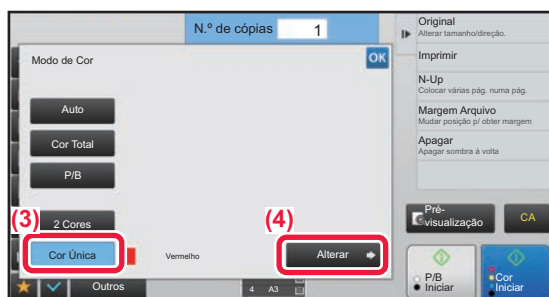 N.º de cópias 1
Modo de Cor
OK
Auto
Cor Total
P/B
(3)
2 Cores
Cor Única
Vermelho
(4)
Alterar
Outros
4 A3
Original
Alterar tamanho/direção.
Imprimir
N-Up
Colocar várias pág. numa pág.
Margem Arquivo
Mudar posição p/ obter margem
Apagar
Apagar sombra à volta
Pré-
visualização
CA
P/B
Iniciar
Cor
Iniciar